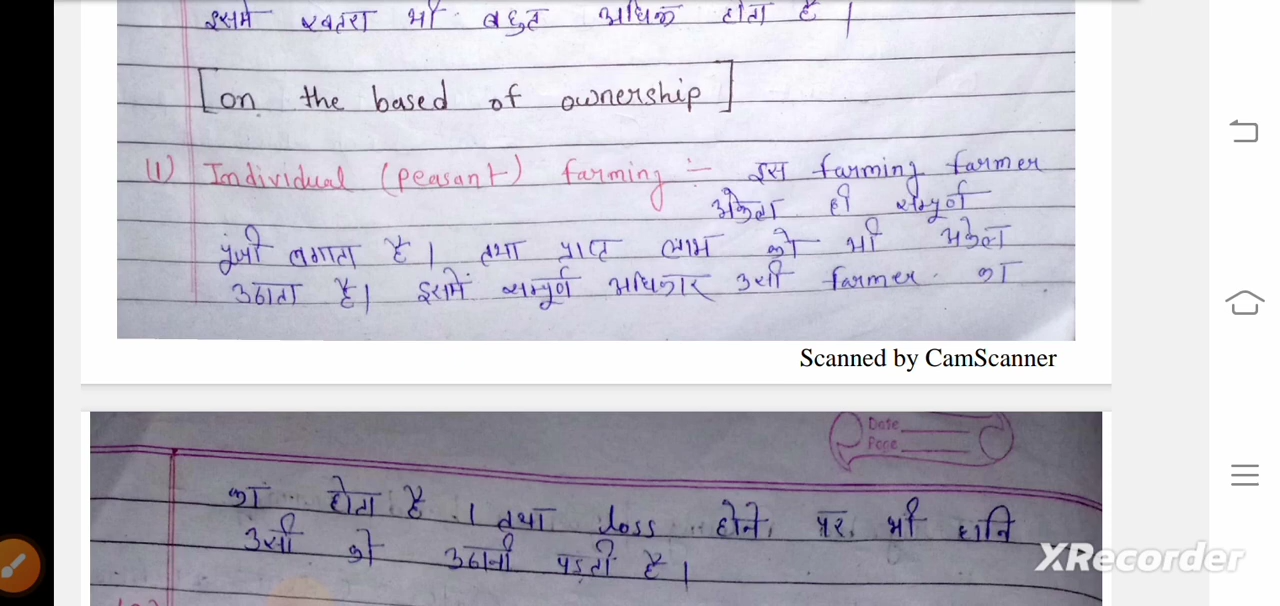 इसमें खतरा भी बहुत अधिक होता है |
[on the based of ownership]
(1) Individual (peasant) farming :- इस farming farmer
अकेला ही सम्पूर्ण
पुंजी लगाता है | तथा प्राप्त लाभ को भी अकेला
उठाता है | इसमें सम्पूर्ण अधिकार उसी farmer का
Scanned by CamScanner
Date
Page
का होता है | तथा loss होने पर भी हानि
उसी को उठानी पड़ती है |
XRecorder